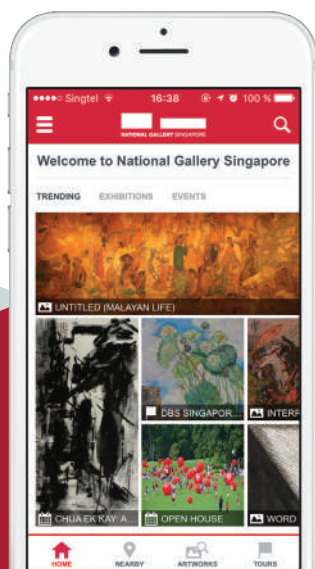 Singtel 16:38 100 %
NATIONAL GALLERY SINGAPORE
Welcome to National Gallery Singapore
TRENDING EXHIBITIONS EVENTS
UNTITLED (MALAYAN LIFE)
DBS SINGAPOR... INTERF
CHUA EK KAY: A... OPEN HOUSE WORD
HOME NEARBY ARTWORKS TOURS